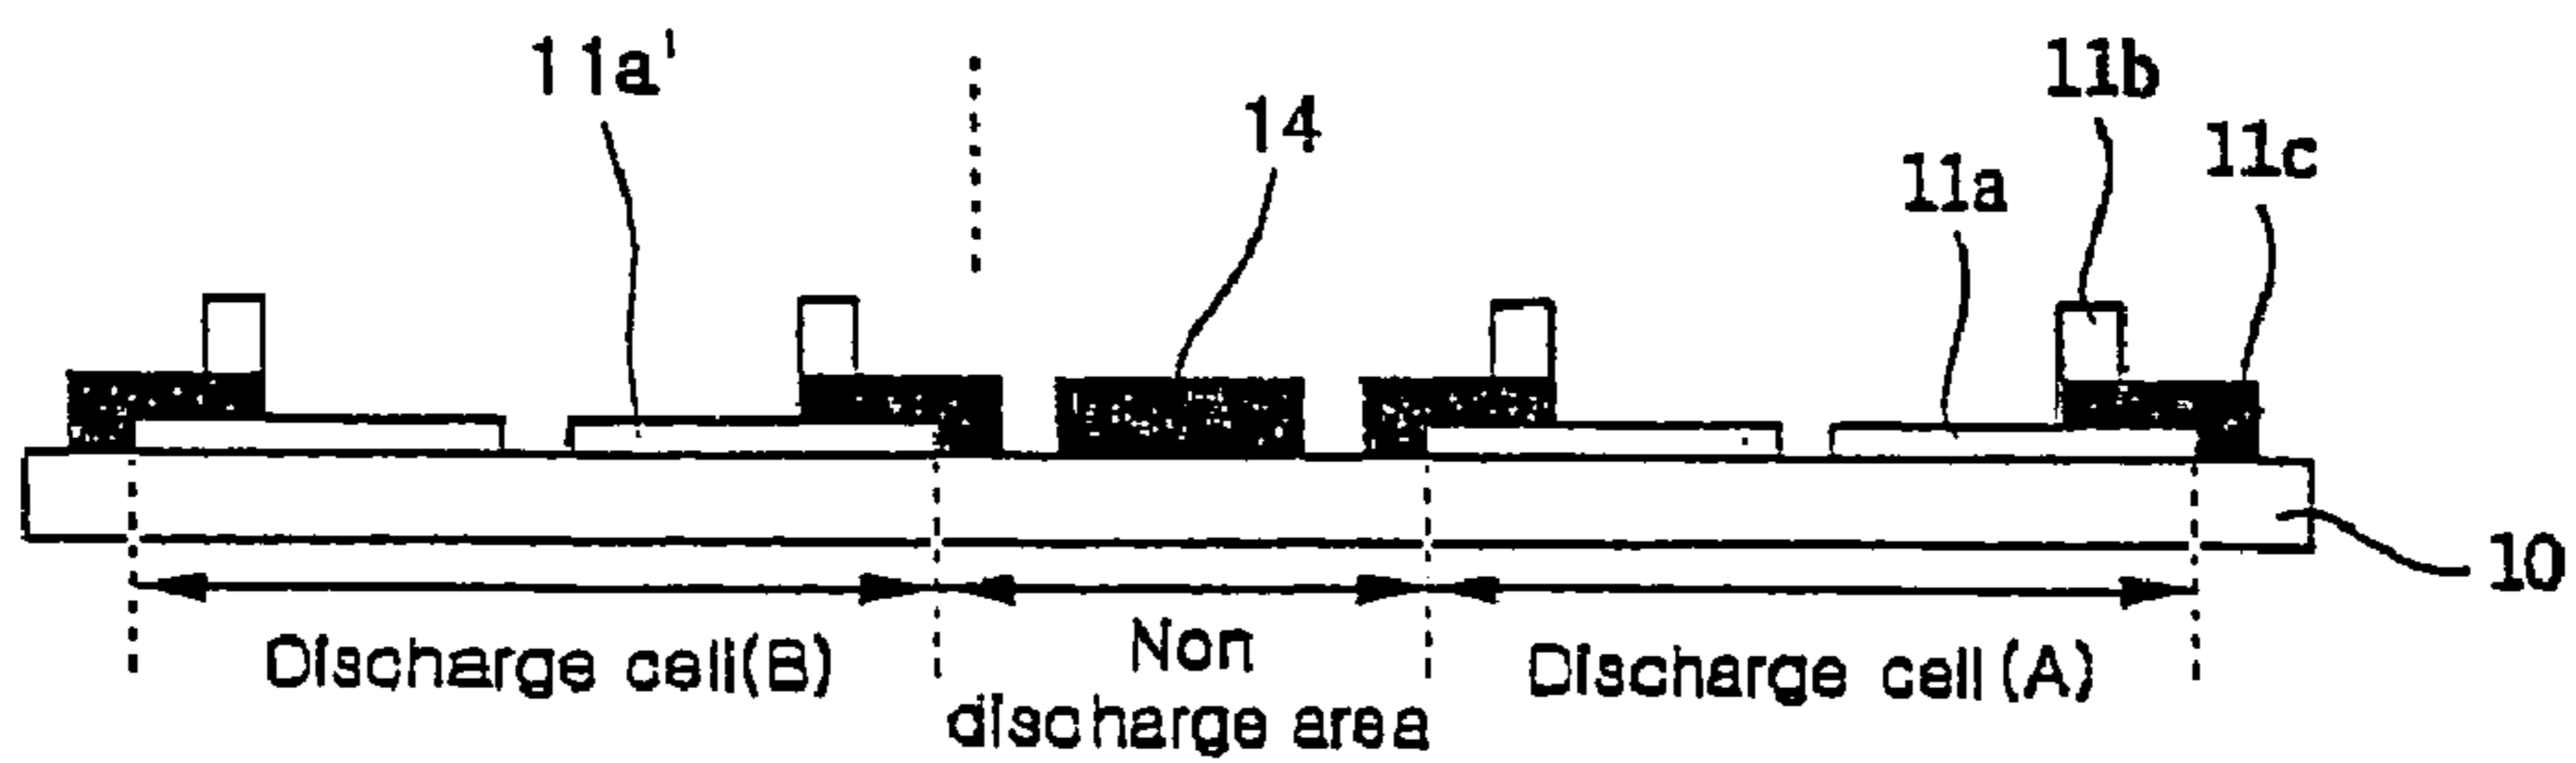 11a'
14
11b
11a
11c
10
Discharge cell(B)
Non
discharge area
Discharge cell(A)